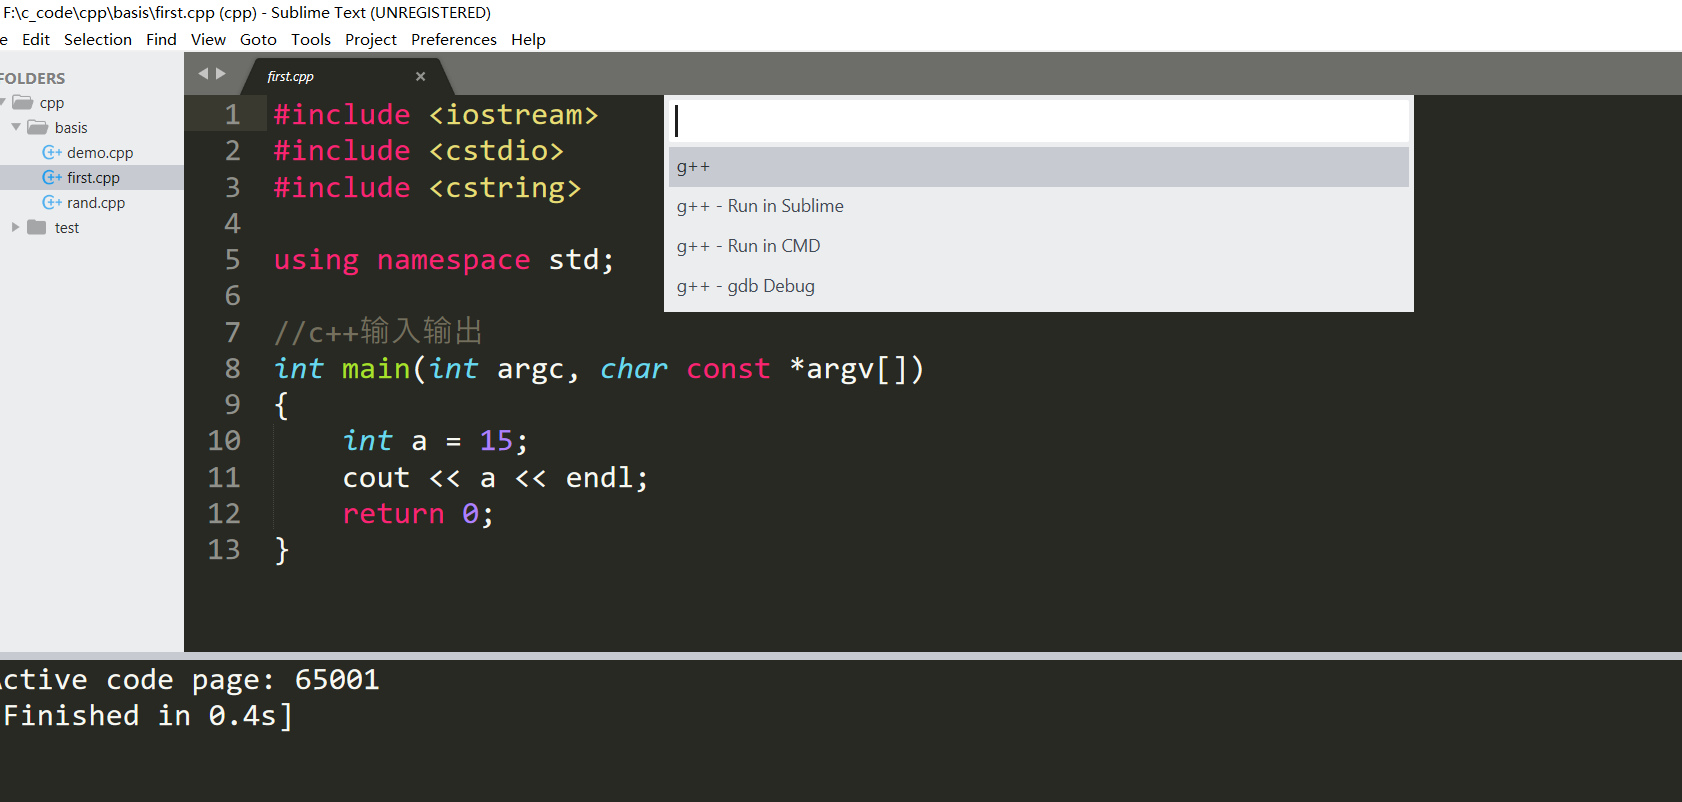 F:\c_code\cpp\basis\first.cpp (cpp) - Sublime Text (UNREGISTERED)
e Edit Selection Find View Goto Tools Project Preferences Help
FOLDERS
cpp
basis
demo.cpp
first.cpp
rand.cpp
test
first.cpp ×
1 #include <iostream>
2 #include <cstdio>
3 #include <cstring>
4
5 using namespace std;
6
7 //c++输入输出
8 int main(int argc, char const *argv[])
9 {
10 int a = 15;
11 cout << a << endl;
12 return 0;
13 }
g++
g++ - Run in Sublime
g++ - Run in CMD
g++ - gdb Debug
Active code page: 65001
Finished in 0.4s]